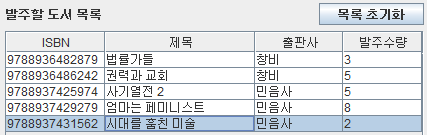 발주할 도서 목록 목록 초기화
ISBN 제목 출판사 발주수량
9788936482879 법률가들 창비 3
9788936486242 권력과 교회 창비 5
9788937425974 사기열전 2 민음사 5
9788937429279 엄마는 페미니스트 민음사 8
9788937431562 시대를 훔친 미술 민음사 2